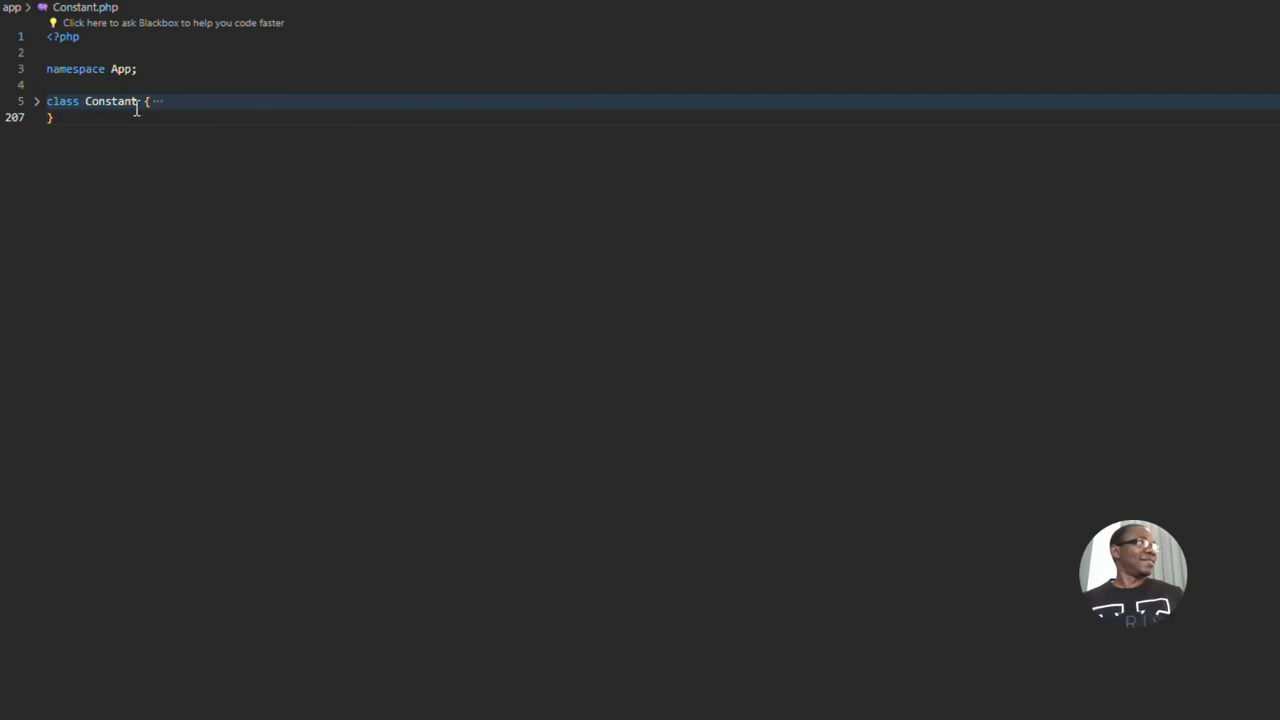 app > Constant.php
Click here to ask Blackbox to help you code faster
1 <?php
2
3 namespace App;
4
5 > class Constant { ···
207 }